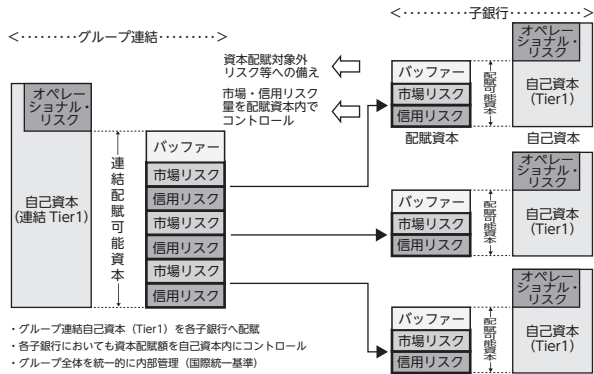 <・・・・・・・・・・グループ連結・・・・・・・・・・>
オペレー
ショナル・
リスク
自己資本
(連結 Tier1)
連結配賦可能資本
バッファー
市場リスク
信用リスク
市場リスク
信用リスク
市場リスク
信用リスク
資本配賦対象外
リスク等への備え
市場・信用リスク
量を配賦資本内で
コントロール
<・・・・・・・・・・子銀行・・・・・・・・・・>
バッファー
市場リスク
信用リスク
配賦資本
配賦可能資本
オペレー
ショナル・
リスク
自己資本
(Tier1)
自己資本
バッファー
市場リスク
信用リスク
配賦可能資本
オペレー
ショナル・
リスク
自己資本
(Tier1)
バッファー
市場リスク
信用リスク
配賦可能資本
オペレー
ショナル・
リスク
自己資本
(Tier1)
・グループ連結自己資本（Tier1）を各子銀行へ配賦
・各子銀行においても資本配賦額を自己資本内にコントロール
・グループ全体を統一的に内部管理（国際統一基準）